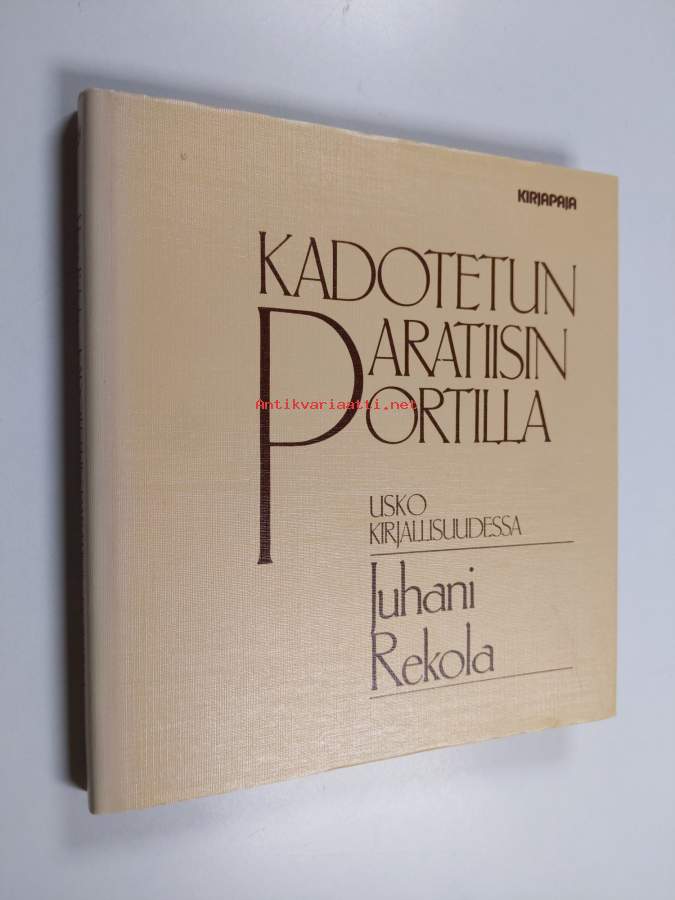 KIRJAPAJA
KADOTETUN
PARATIISIN
PORTILLA
Antikvariaatti.net
USKO
KIRJALLISUUDESSA
Juhani
Rekola